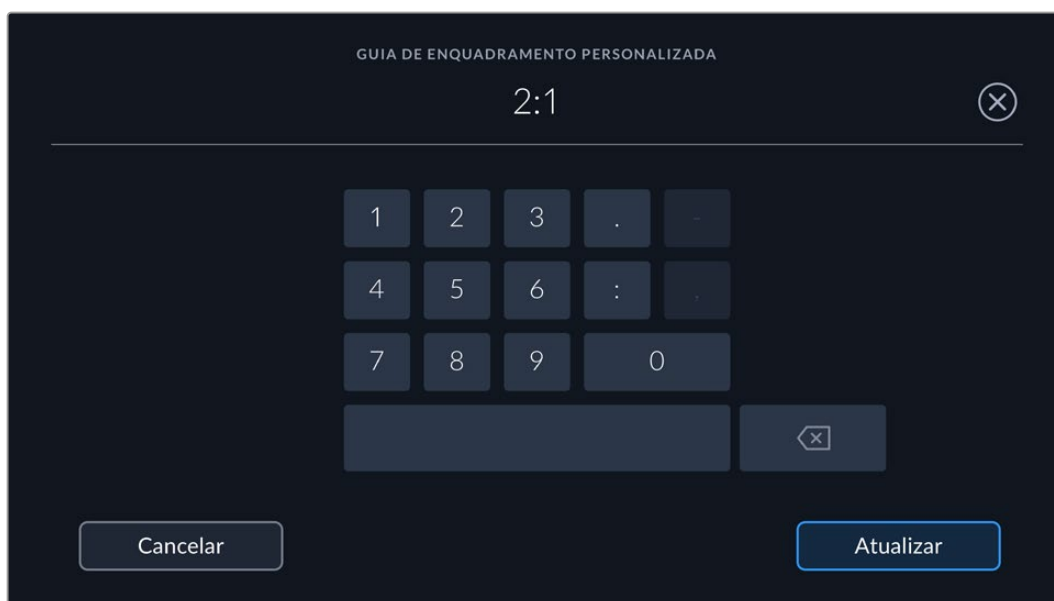 GUIA DE ENQUADRAMENTO PERSONALIZADA
2:1
1 2 3 . -
4 5 6 : ,
7 8 9 0
Cancelar Atualizar